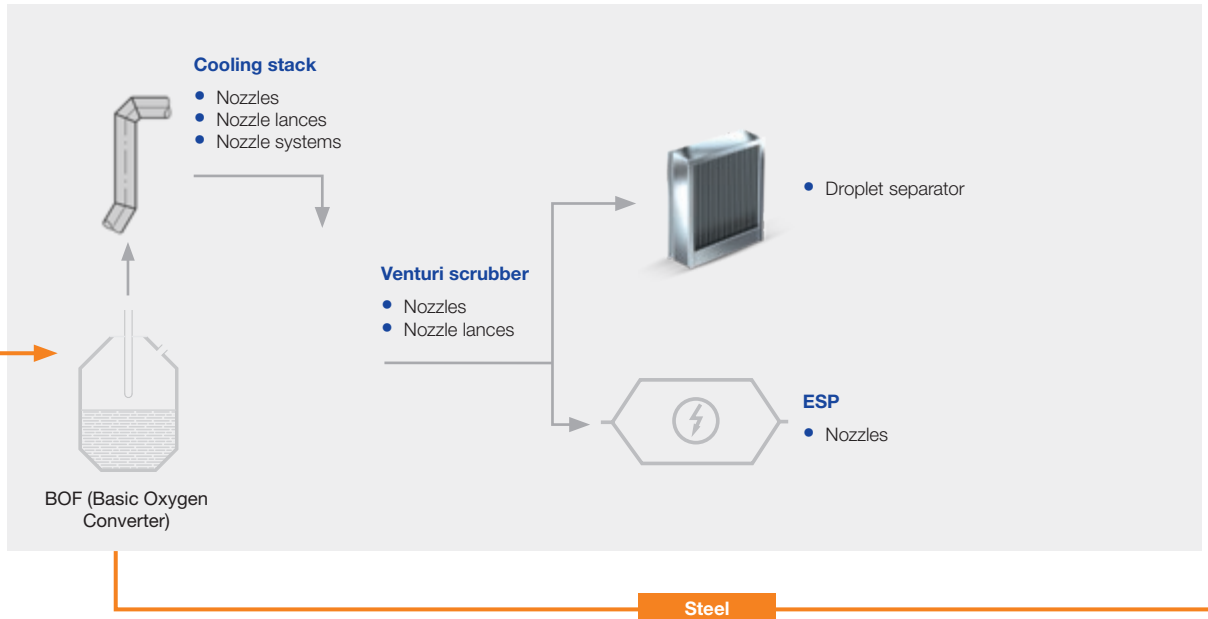 Cooling stack
• Nozzles
• Nozzle lances
• Nozzle systems
• Droplet separator
Venturi scrubber
• Nozzles
• Nozzle lances
ESP
• Nozzles
BOF (Basic Oxygen
Converter)
Steel